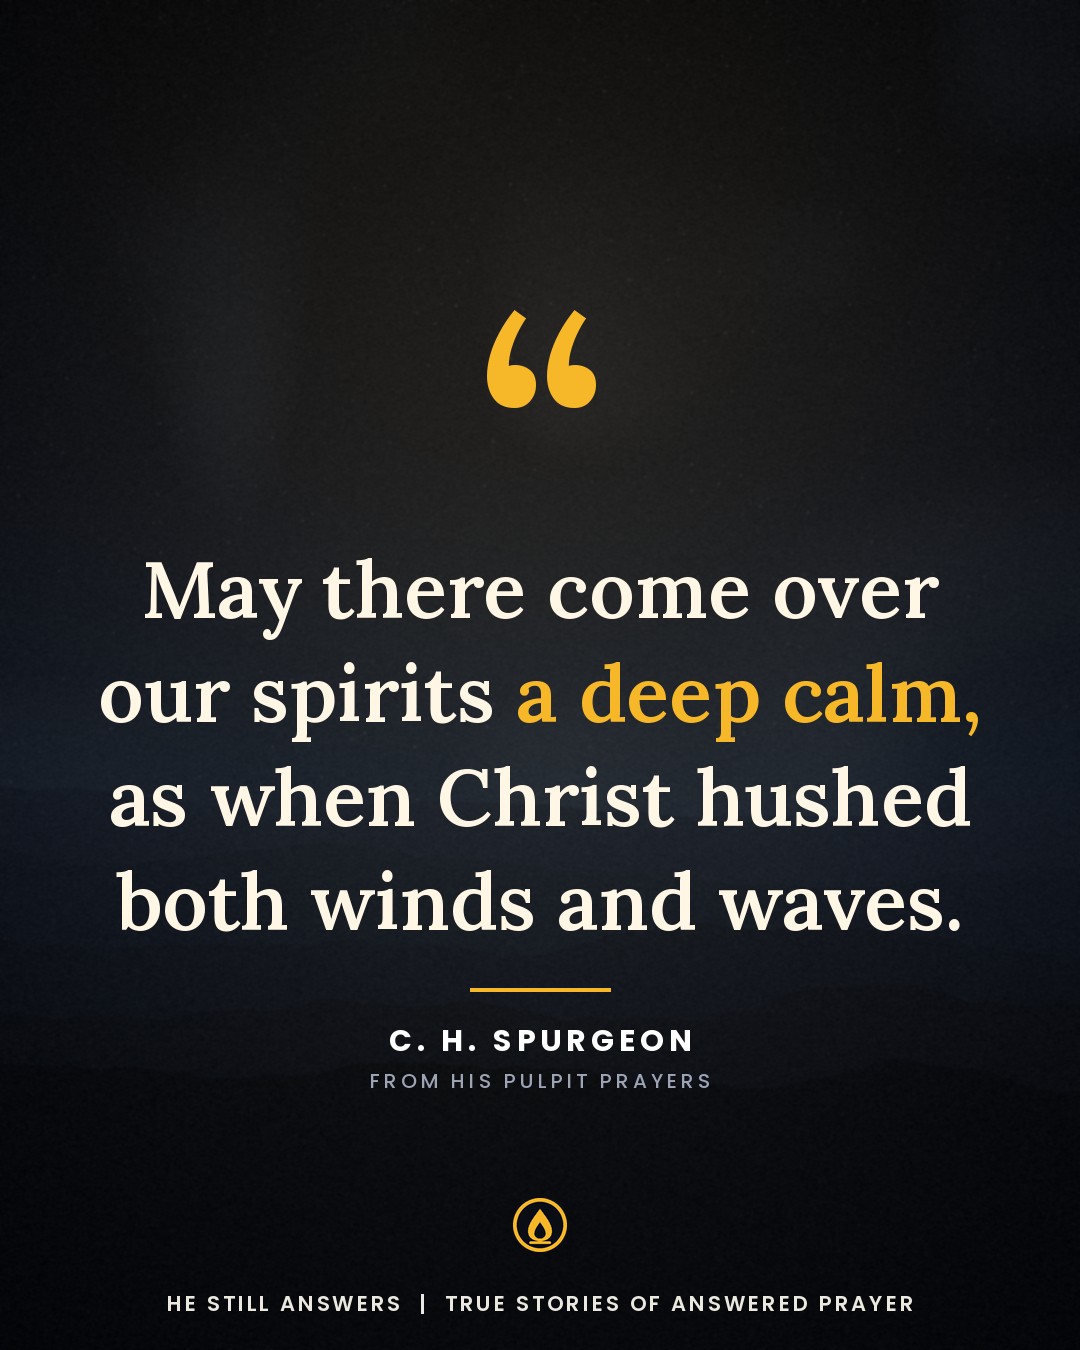 “
May there come over
our spirits a deep calm,
as when Christ hushed
both winds and waves.
C. H. SPURGEON
FROM HIS PULPIT PRAYERS
HE STILL ANSWERS | TRUE STORIES OF ANSWERED PRAYER